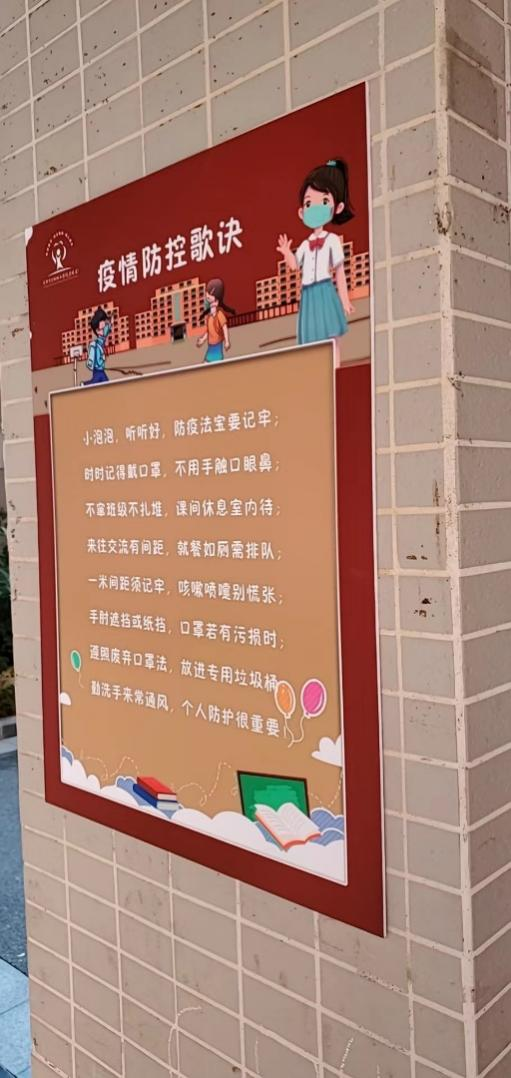 疫情防控歌诀
小泡泡，听听好，防疫法宝要记牢；
时时记得戴口罩，不用手触口眼鼻；
不窜班级不扎堆，课间休息室内待；
来往交流有间距，就餐如厕需排队；
一米间距须记牢，咳嗽喷嚏别慌张；
手肘遮挡或纸挡，口罩若有污损时；
遵照废弃口罩法，放进专用垃圾桶
勤洗手来常通风，个人防护很重要